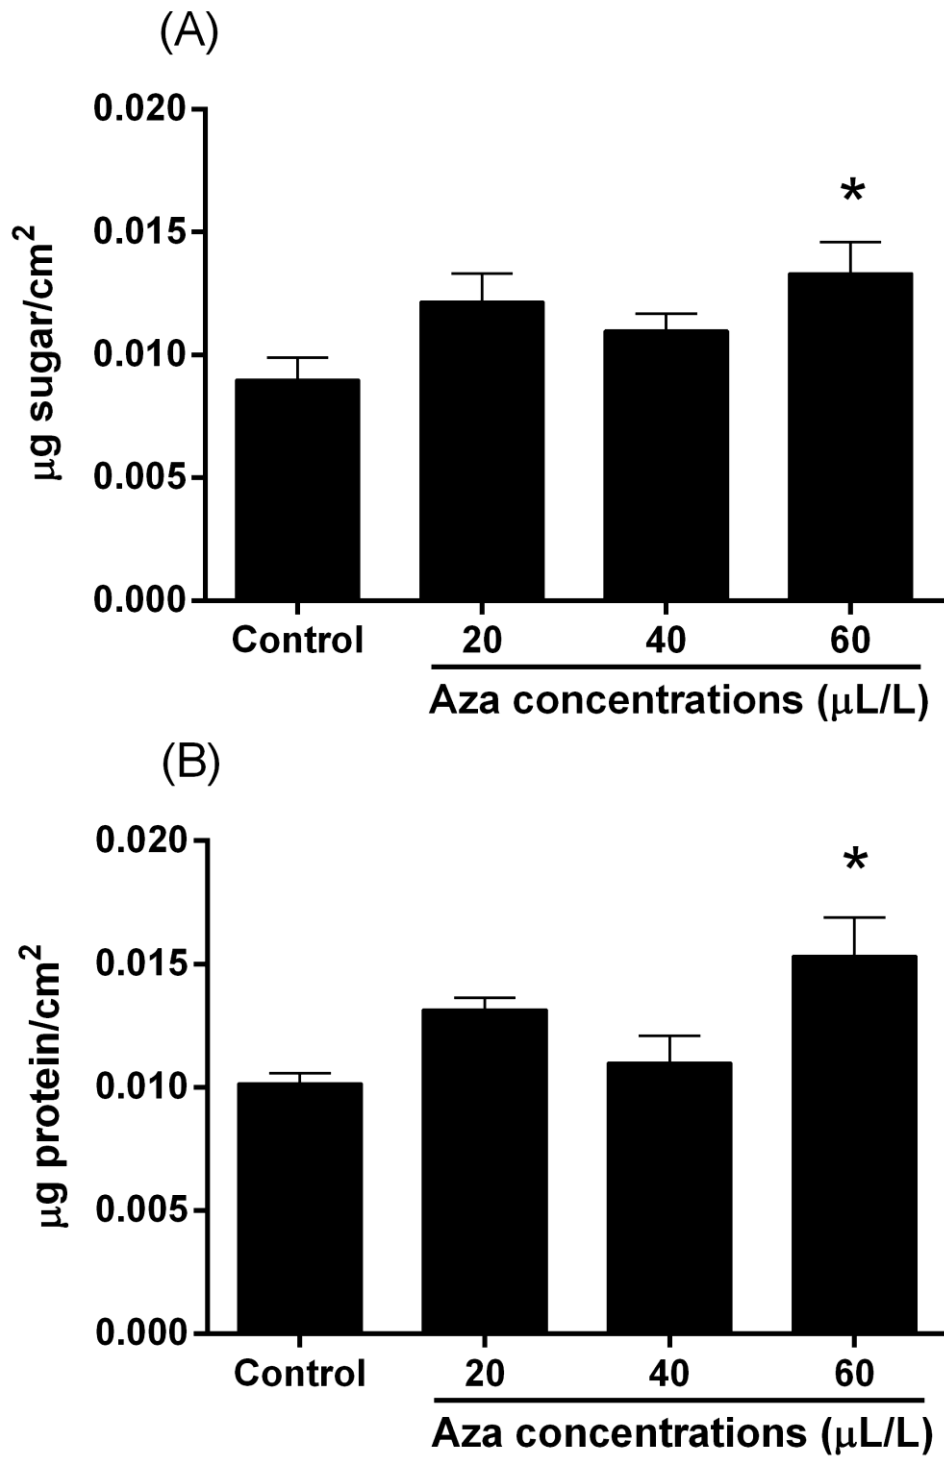 (A)
0.020
0.015
0.010
0.005
0.000
μg sugar/cm²
*
Control 20 40 60
Aza concentrations (μL/L)
(B)
0.020
0.015
0.010
0.005
0.000
μg protein/cm²
*
Control 20 40 60
Aza concentrations (μL/L)